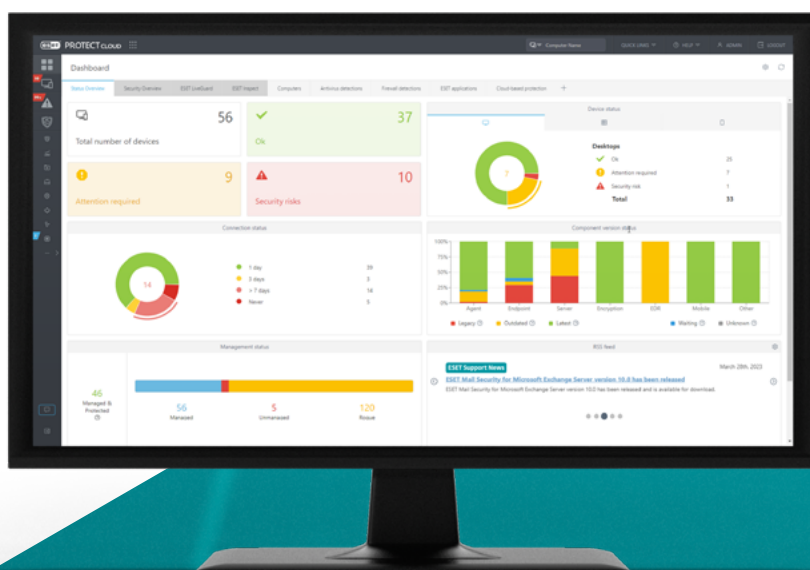 eset PROTECT CLOUD
Computer Name
QUICK LINKS
HELP
ADMIN
LOGOUT
Dashboard
Status Overview
Security Overview
ESET LiveGuard
ESET Impact
Computers
Antivirus detections
Firewall detections
ESET applications
Cloud-based protection
56
Total number of devices
37
Ok
9
Attention required
10
Security risks
Device status
7
Desktops
Ok 25
Attention required 7
Security risk 1
Total 33
Connection status
14
1 day 39
3 days 3
> 7 days 14
Never 5
Component version status
100%
75%
50%
25%
0%
Agent Endpoint Server Encryption EDR Mobile Other
Legacy Outdated Latest Waiting Unknown
Management status
46
Managed & Protected
56
Managed
5
Unmanaged
120
Rogue
RSS feed
ESET Support News
March 28th, 2023
ESET Mail Security for Microsoft Exchange Server version 10.0 has been released
ESET Mail Security for Microsoft Exchange Server version 10.0 has been released and is available for download.